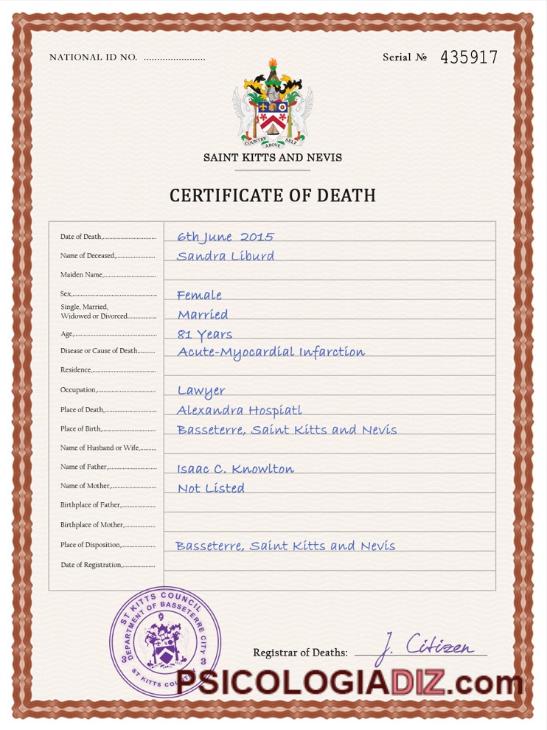 NATIONAL ID NO. ........................
Serial № 435917
COUNTRY ABOVE SELF
SAINT KITTS AND NEVIS
CERTIFICATE OF DEATH
Date of Death,........................ 6th June 2015
Name of Deceased,................ Sandra Liburd
Maiden Name,......................
Sex,........................ Female
Single, Married,
Widowed or Divorced............ Married
Age,........................ 81 Years
Disease or Cause of Death....... Acute-Myocardial Infarction
Residence,........................
Occupation,........................ Lawyer
Place of Death,.................... Alexandra Hospiatl
Place of Birth,.................... Basseterre, Saint Kitts and Nevis
Name of Husband or Wife,......
Name of Father,.................... Isaac C. Knowlton
Name of Mother,.................. Not Listed
Birthplace of Father,..............
Birthplace of Mother,.............
Place of Disposition,.............. Basseterre, Saint Kitts and Nevis
Date of Registration,..............
ST KITTS COUNCIL
DEPARTMENT OF BASSETERRE CITY
ST KITTS COUNCIL
Registrar of Deaths: J. Citizen
PSICOLOGIADIZ.com